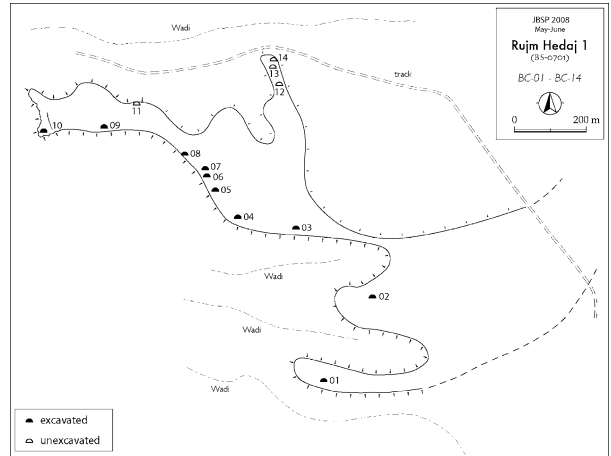 JBSP 2008
May-June
Rujm Hedaj 1
(BS-0701)
BC-01 - BC-14
0 200 m
Wadi
track
14
13
12
11
10
09
08
07
06
05
04
03
Wadi
02
Wadi
01
Wadi
excavated
unexcavated